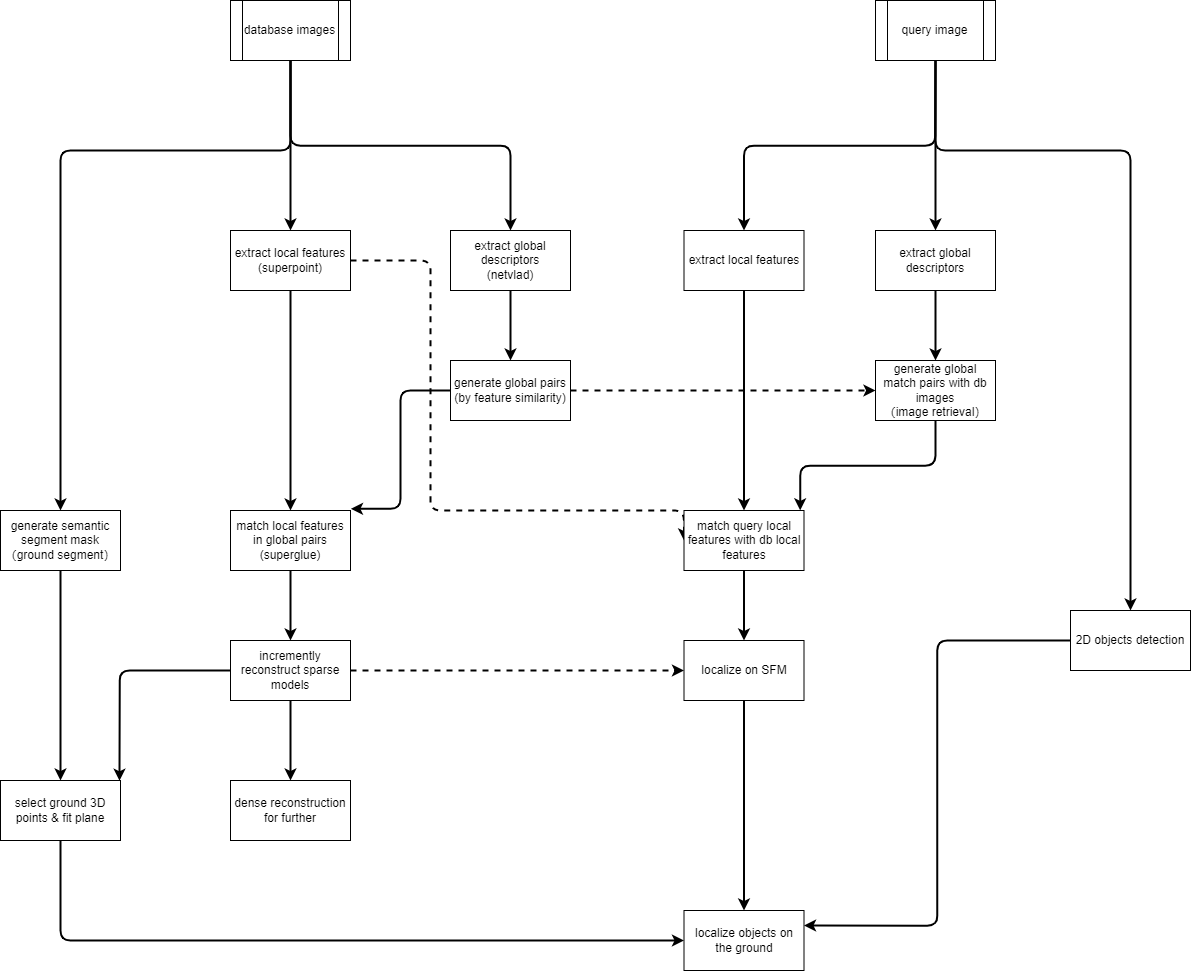 database images
query image
extract local features
(superpoint)
extract global
descriptors
(netvlad)
extract local features
extract global
descriptors
generate global pairs
(by feature similarity)
generate global
match pairs with db
images
(image retrieval)
generate semantic
segment mask
(ground segment)
match local features
in global pairs
(superglue)
match query local
features with db local
features
2D objects detection
incremently
reconstruct sparse
models
localize on SFM
select ground 3D
points & fit plane
dense reconstruction
for further
localize objects on
the ground